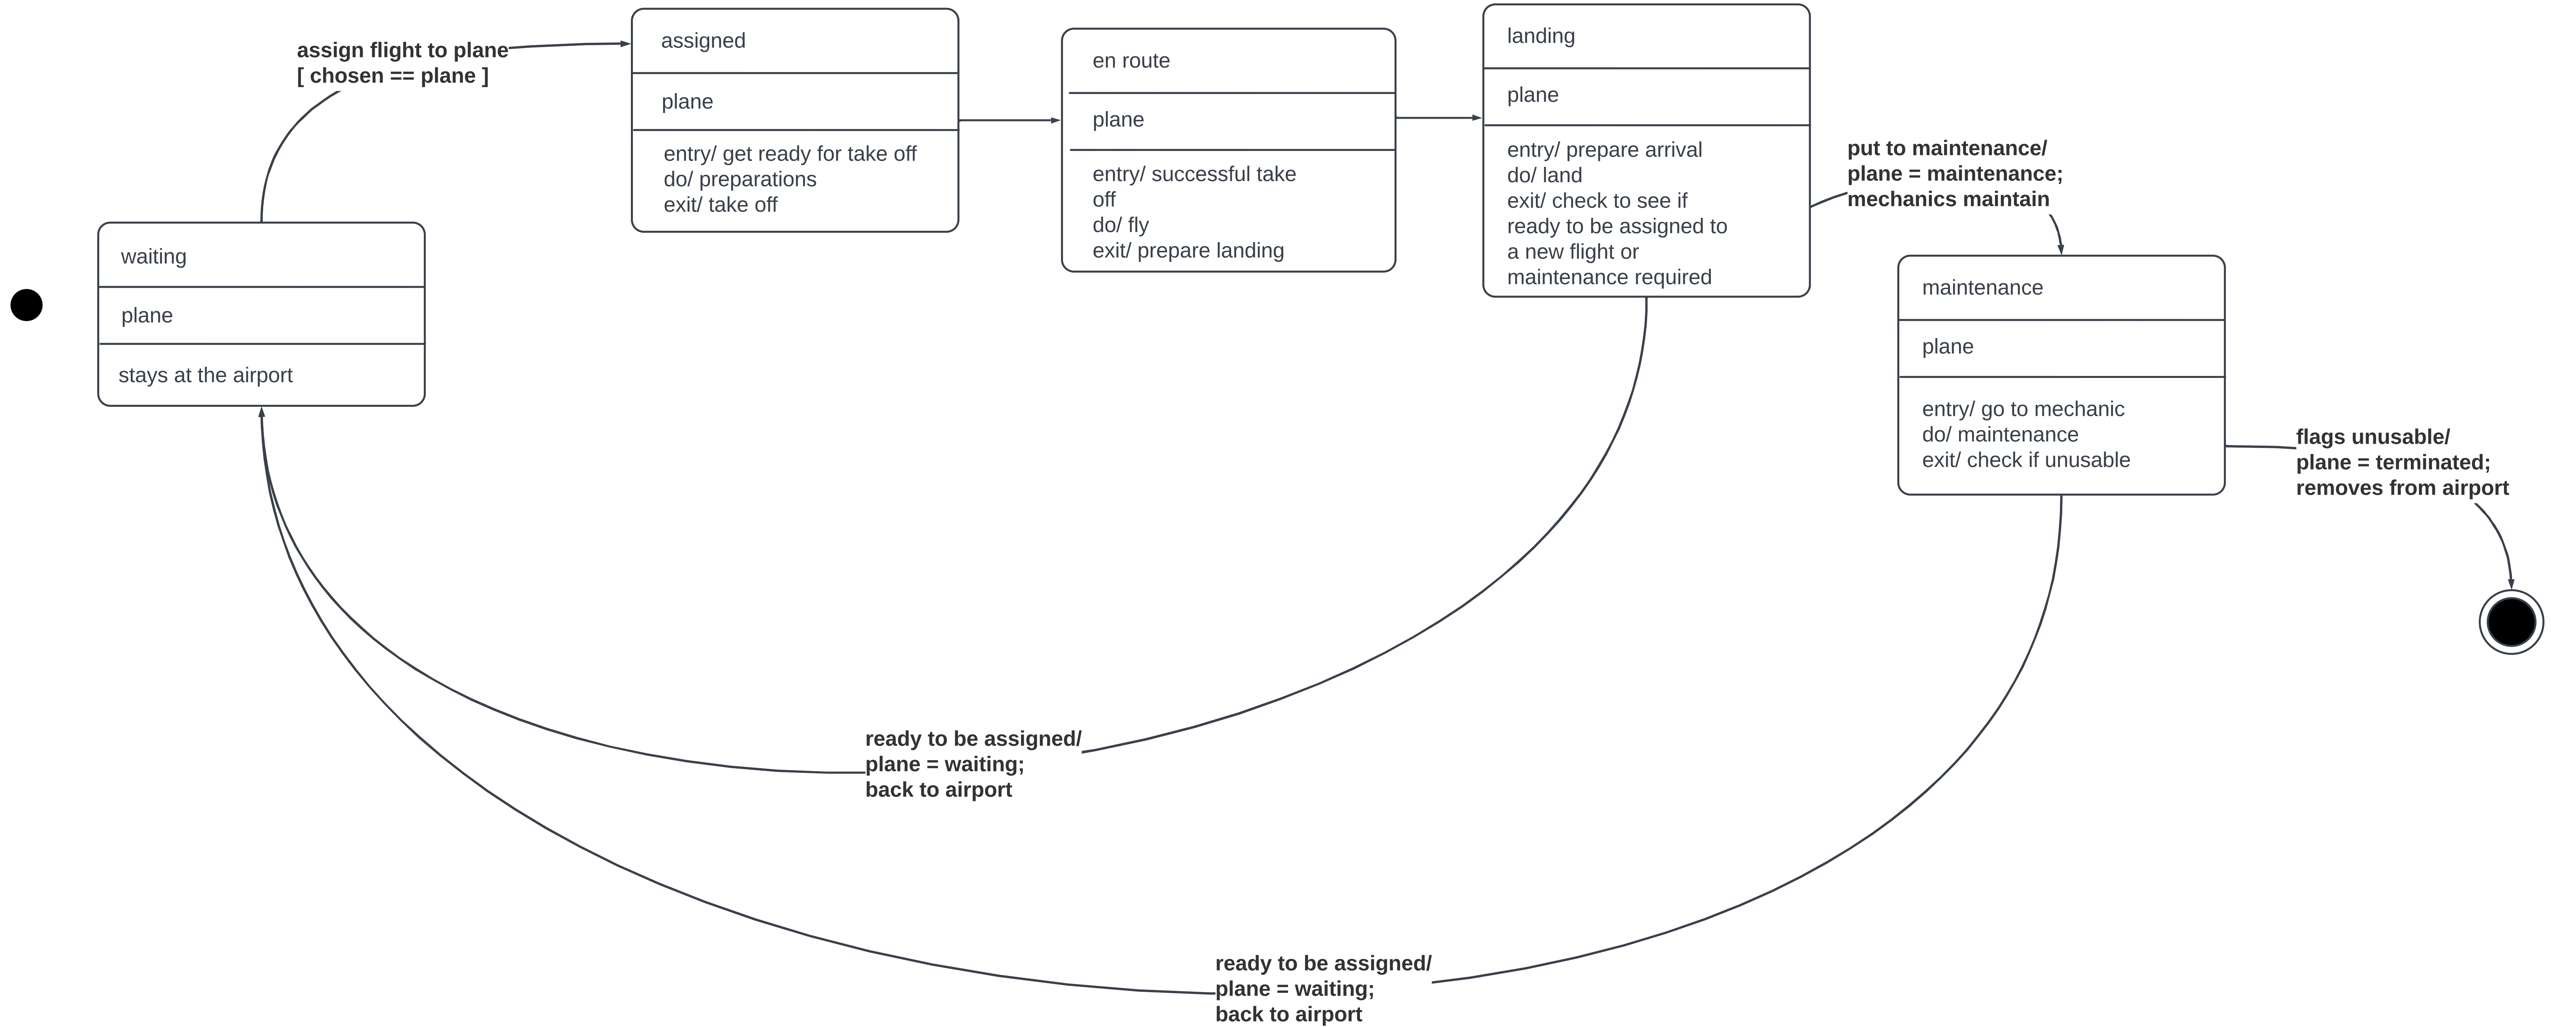 assign flight to plane
[ chosen == plane ]
waiting
plane
stays at the airport
assigned
plane
entry/ get ready for take off
do/ preparations
exit/ take off
en route
plane
entry/ successful take
off
do/ fly
exit/ prepare landing
landing
plane
entry/ prepare arrival
do/ land
exit/ check to see if
ready to be assigned to
a new flight or
maintenance required
put to maintenance/
plane = maintenance;
mechanics maintain
maintenance
plane
entry/ go to mechanic
do/ maintenance
exit/ check if unusable
flags unusable/
plane = terminated;
removes from airport
ready to be assigned/
plane = waiting;
back to airport
ready to be assigned/
plane = waiting;
back to airport